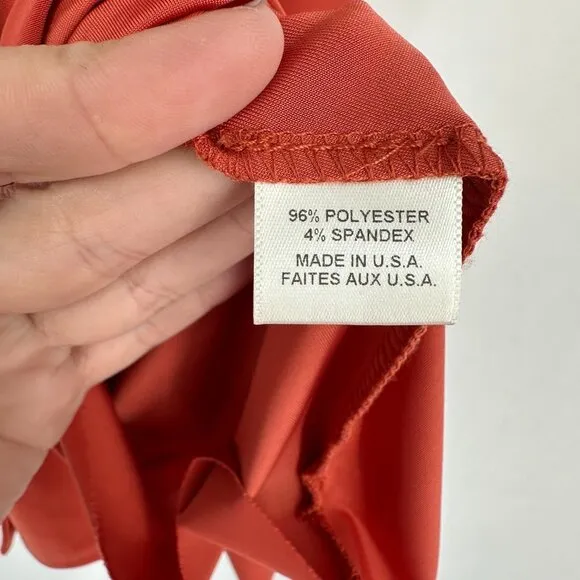 96% POLYESTER
4% SPANDEX
MADE IN U.S.A.
FAITES AUX U.S.A.